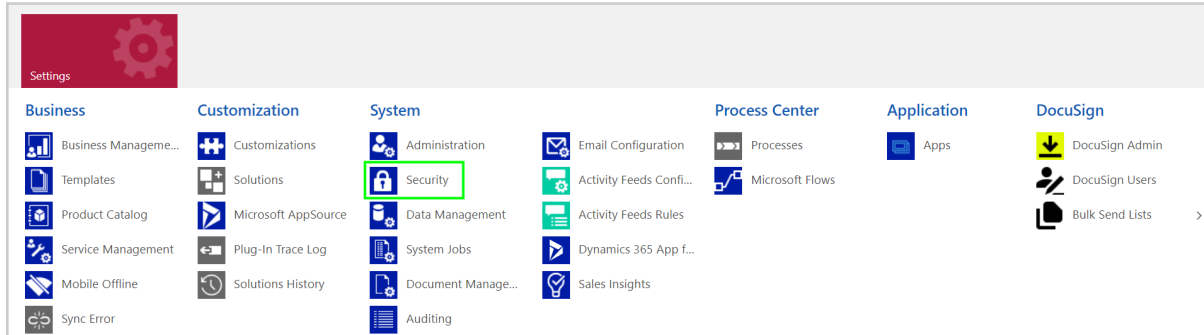 Settings
Business
Business Manageme...
Templates
Product Catalog
Service Management
Mobile Offline
Sync Error
Customization
Customizations
Solutions
Microsoft AppSource
Plug-In Trace Log
Solutions History
System
Administration
Security
Data Management
System Jobs
Document Manage...
Auditing
Email Configuration
Activity Feeds Confi...
Activity Feeds Rules
Dynamics 365 App f...
Sales Insights
Process Center
Processes
Microsoft Flows
Application
Apps
DocuSign
DocuSign Admin
DocuSign Users
Bulk Send Lists